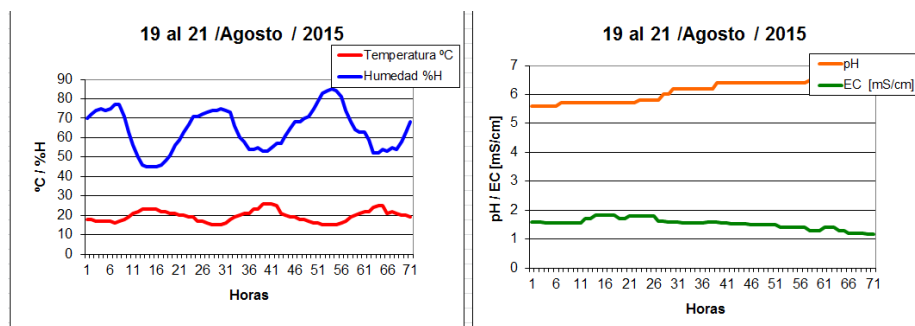 19 al 21 /Agosto / 2015
Temperatura ºC
Humedad %H
ºC / %H
90
80
70
60
50
40
30
20
10
0
1 6 11 16 21 26 31 36 41 46 51 56 61 66 71
Horas
19 al 21 /Agosto / 2015
pH
EC [mS/cm]
pH / EC [mS/cm]
7
6
5
4
3
2
1
0
1 6 11 16 21 26 31 36 41 46 51 56 61 66 71
Horas